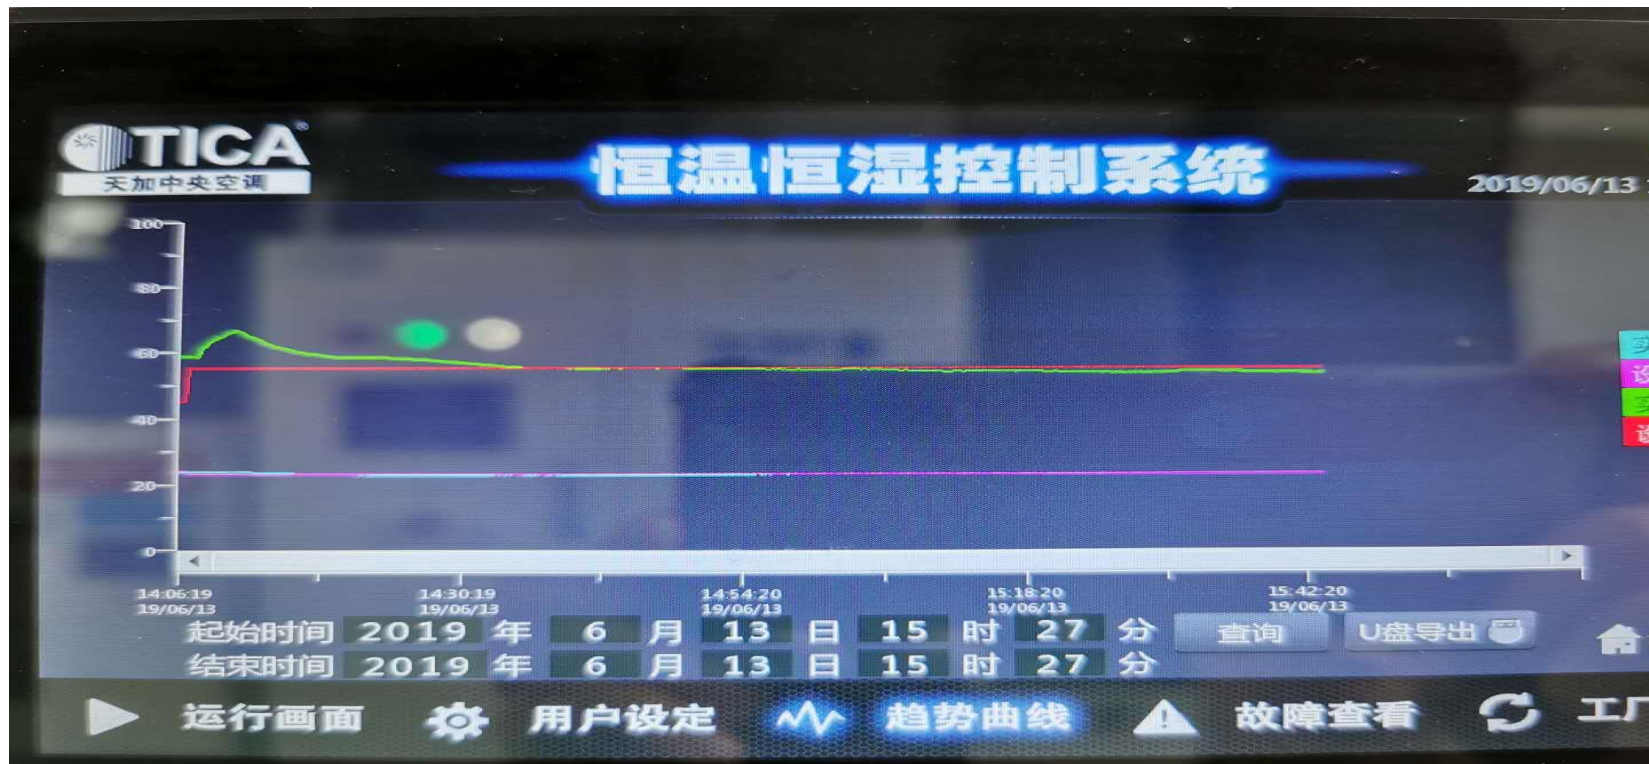 TICA
天加中央空调
恒温恒湿控制系统
2019/06/13
100
80
60
40
20
0
14:06:19 14:30:19 14:54:20 15:18:20 15:42:20
19/06/13 19/06/13 19/06/13 19/06/13 19/06/13
设
设
起始时间 2019 年 6 月 13 日 15 时 27 分 查询 U盘导出
结束时间 2019 年 6 月 13 日 15 时 27 分
运行画面 用户设定 趋势曲线 故障查看 工厂